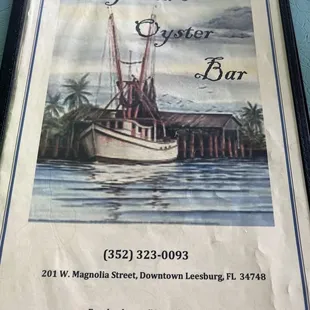 Oyster
Bar
(352) 323-0093
201 W. Magnolia Street, Downtown Leesburg, FL 34748